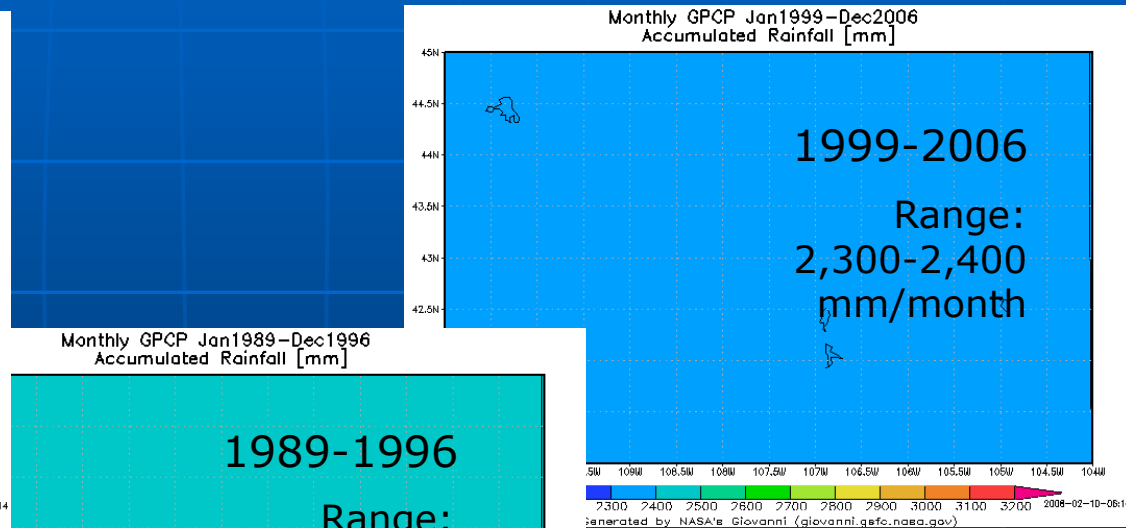 Monthly GPCP Jan1999-Dec2006
Accumulated Rainfall [mm]
45N
44.5N
44N
43.5N
43N
42.5N
1999-2006
Range:
2,300-2,400
mm/month
109W 108.5W 108W 107.5W 107W 106.5W 106W 105.5W 105W 104.5W 104W
2300 2400 2500 2600 2700 2800 2900 3000 3100 3200
Generated by NASA's Giovanni (giovanni.gsfc.nasa.gov)
Monthly GPCP Jan1989-Dec1996
Accumulated Rainfall [mm]
1989-1996
Range: